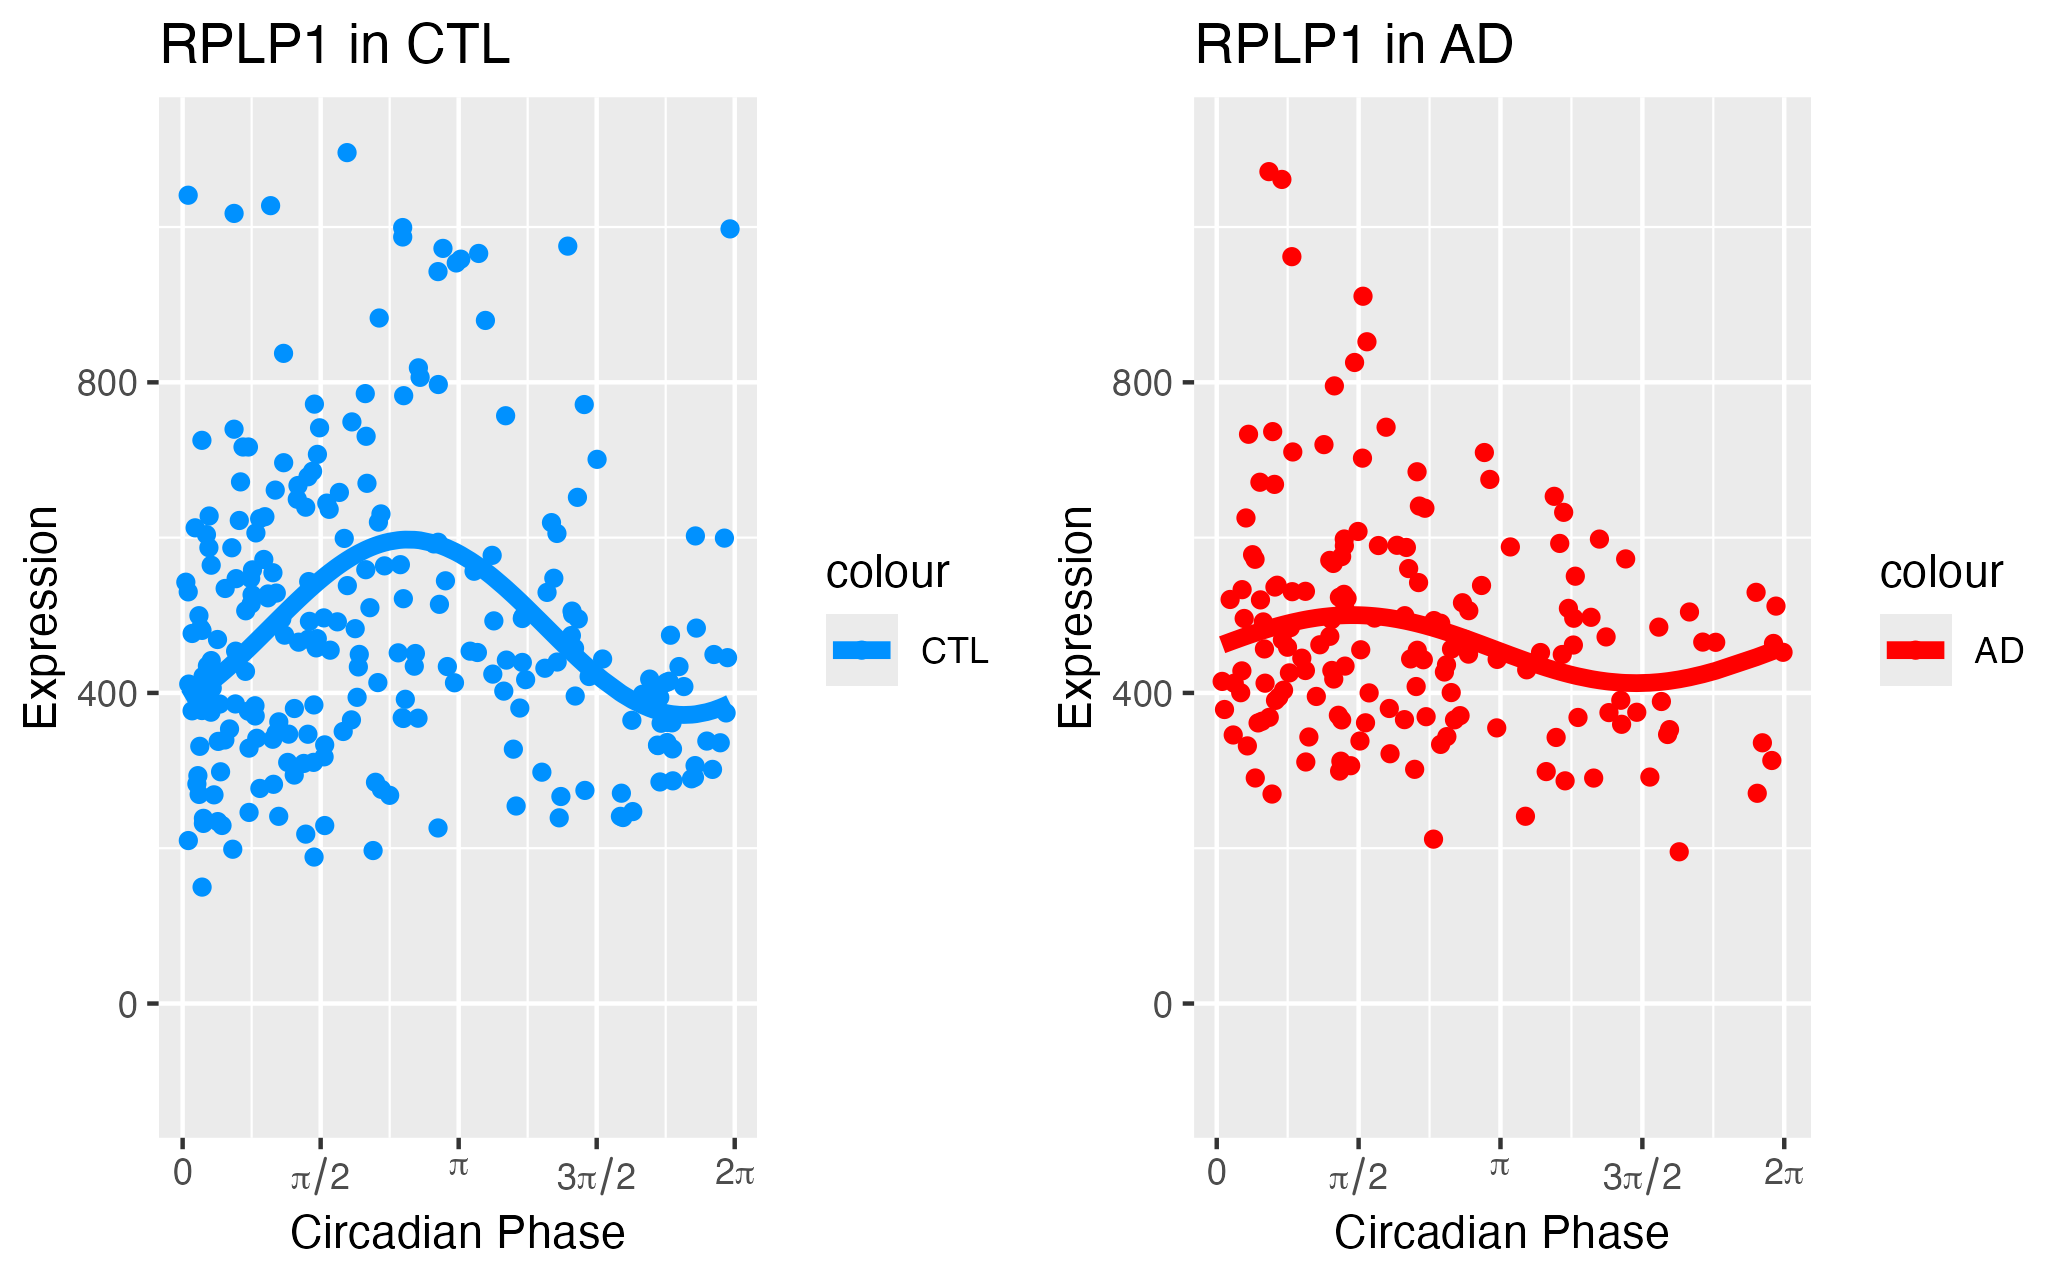 RPLP1 in CTL
Expression
800
400
0
0
π/2
π
3π/2
2π
Circadian Phase
colour
CTL
RPLP1 in AD
Expression
800
400
0
0
π/2
π
3π/2
2π
Circadian Phase
colour
AD